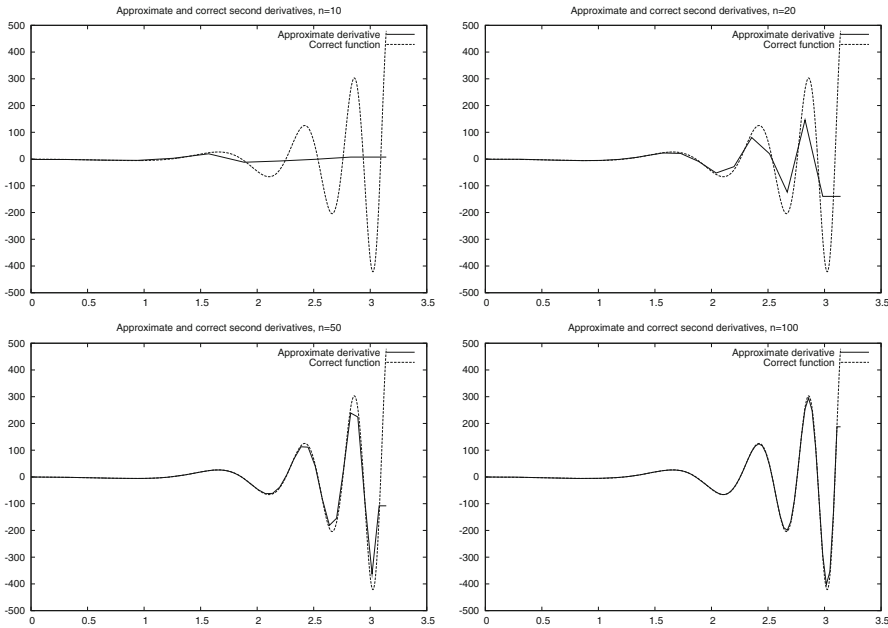 Approximate and correct second derivatives, n=10
Approximate derivative
Correct function
500
400
300
200
100
0
-100
-200
-300
-400
-500
0 0.5 1 1.5 2 2.5 3 3.5
Approximate and correct second derivatives, n=20
Approximate derivative
Correct function
500
400
300
200
100
0
-100
-200
-300
-400
-500
0 0.5 1 1.5 2 2.5 3 3.5
Approximate and correct second derivatives, n=50
Approximate derivative
Correct function
500
400
300
200
100
0
-100
-200
-300
-400
-500
0 0.5 1 1.5 2 2.5 3 3.5
Approximate and correct second derivatives, n=100
Approximate derivative
Correct function
500
400
300
200
100
0
-100
-200
-300
-400
-500
0 0.5 1 1.5 2 2.5 3 3.5